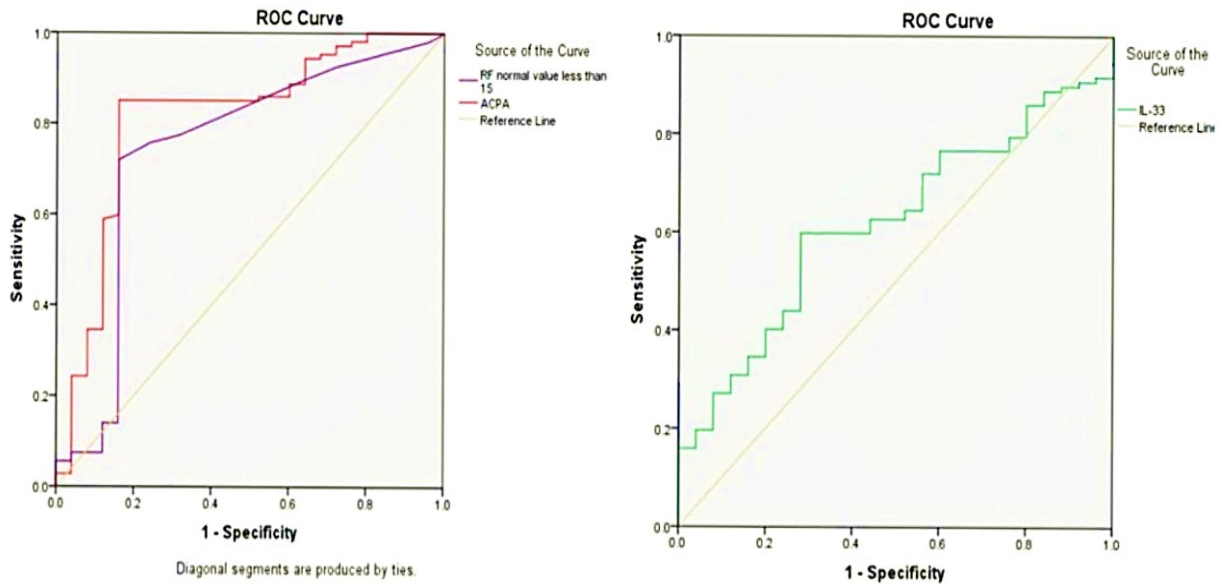 ROC Curve
Source of the Curve
RF normal value less than
15
ACPA
Reference Line
1.0
0.8
0.6
0.4
0.2
0.0
Sensitivity
0.0 0.2 0.4 0.6 0.8 1.0
1 - Specificity
Diagonal segments are produced by ties.
ROC Curve
Source of the
Curve
IL-33
Reference Line
1.0
0.8
0.6
0.4
0.2
0.0
Sensitivity
0.0 0.2 0.4 0.6 0.8 1.0
1 - Specificity